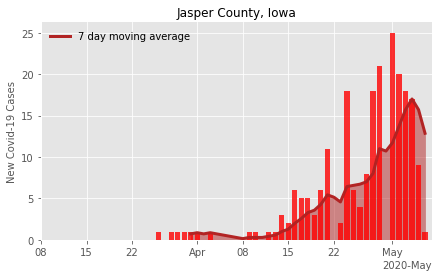 Jasper County, Iowa
7 day moving average
New Covid-19 Cases
25
20
15
10
5
0
08 15 22 Apr 08 15 22 May
2020-May